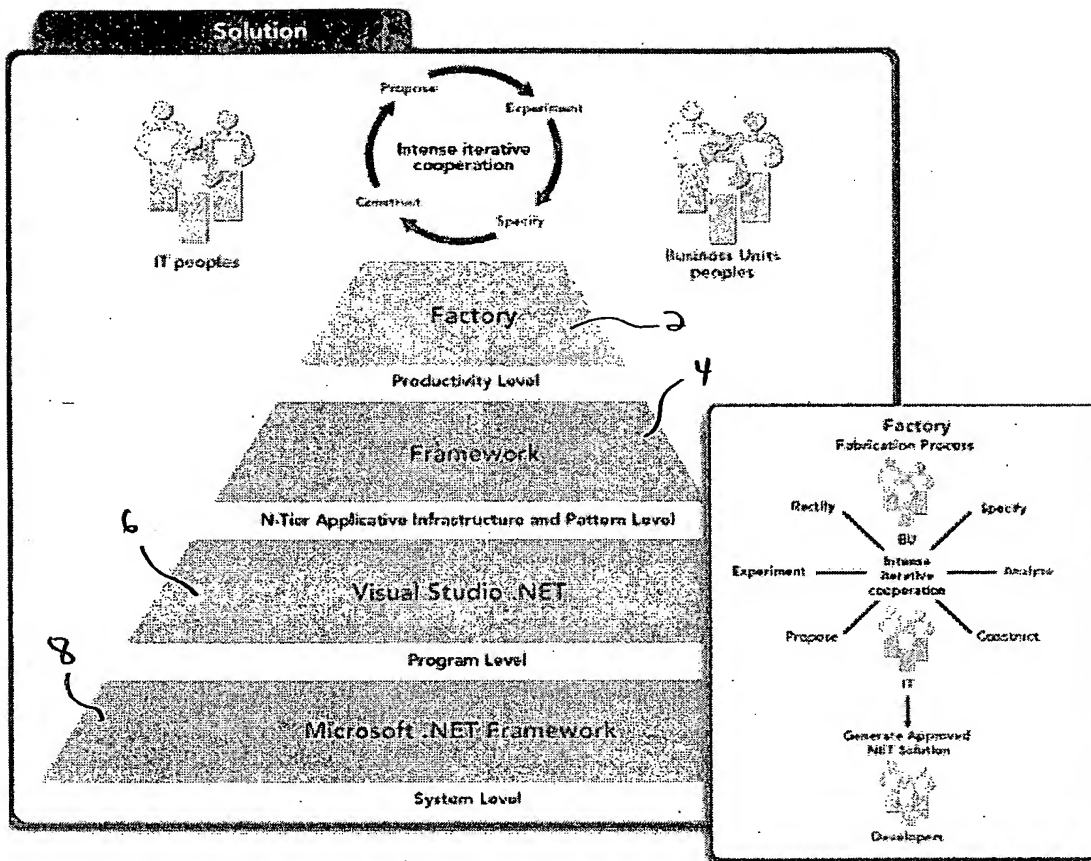 Solution
Propose
Experiment
Intense iterative
cooperation
Construct
Specify
IT peoples
Business Units
peoples
Factory
2
Productivity Level
4
Framework
N-Tier Applicative Infrastructure and Pattern Level
6
Visual Studio .NET
Program Level
8
Microsoft .NET Framework
System Level
Factory
Fabrication Process
Rectify
Specify
BU
Experiment
Intense
iterative
cooperation
Analyse
Propose
Construct
IT
Generate Approved
.NET Solution
Developers